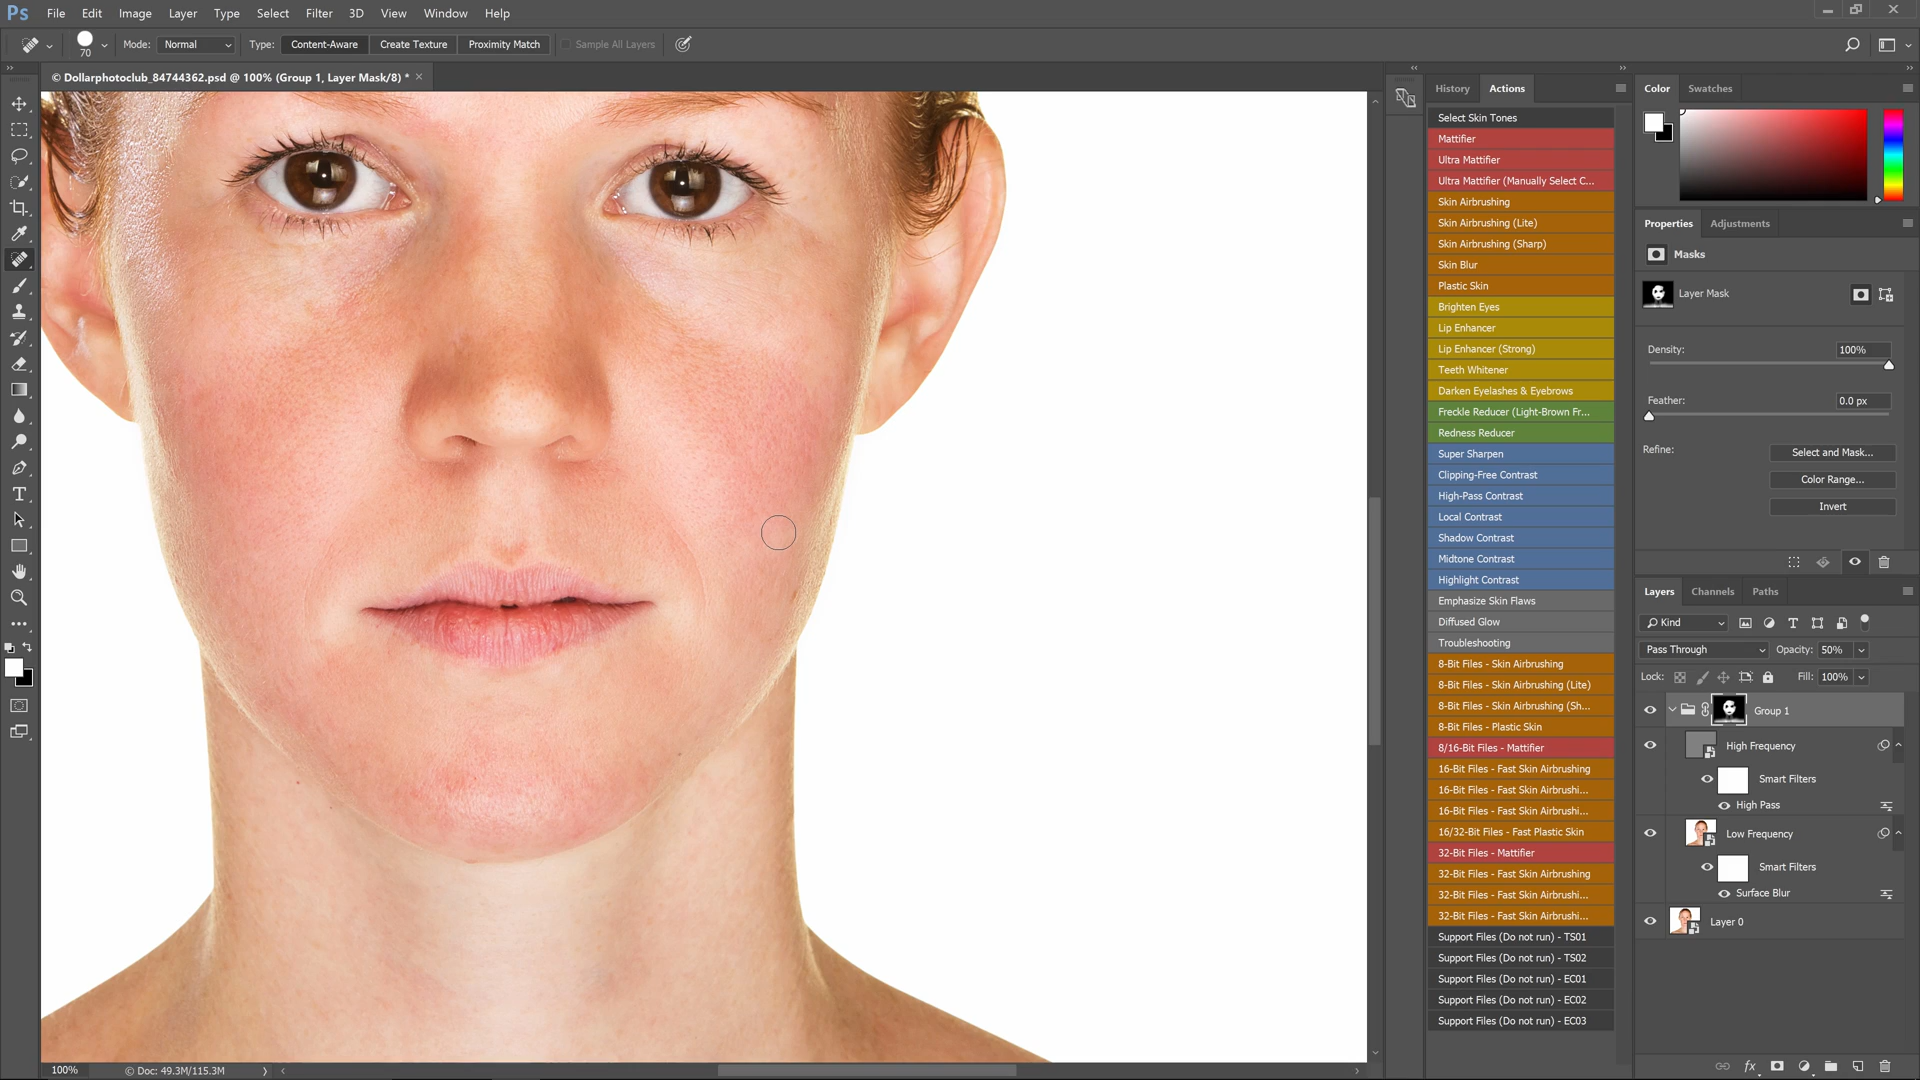 Ps File Edit Image Layer Type Select Filter 3D View Window Help
70 Mode: Normal Type: Content-Aware Create Texture Proximity Match Sample All Layers
© Dollarphotoclub_84744362.psd @ 100% (Group 1, Layer Mask/8) *
History Actions
Select Skin Tones
Mattifier
Ultra Mattifier
Ultra Mattifier (Manually Select C...
Skin Airbrushing
Skin Airbrushing (Lite)
Skin Airbrushing (Sharp)
Skin Blur
Plastic Skin
Brighten Eyes
Lip Enhancer
Lip Enhancer (Strong)
Teeth Whitener
Darken Eyelashes & Eyebrows
Freckle Reducer (Light-Brown Fr...
Redness Reducer
Super Sharpen
Clipping-Free Contrast
High-Pass Contrast
Local Contrast
Shadow Contrast
Midtone Contrast
Highlight Contrast
Emphasize Skin Flaws
Diffused Glow
Troubleshooting
8-Bit Files - Skin Airbrushing
8-Bit Files - Skin Airbrushing (Lite)
8-Bit Files - Skin Airbrushing (Sh...
8-Bit Files - Plastic Skin
8/16-Bit Files - Mattifier
16-Bit Files - Fast Skin Airbrushing
16-Bit Files - Fast Skin Airbrushi...
16-Bit Files - Fast Skin Airbrushi...
16/32-Bit Files - Fast Plastic Skin
32-Bit Files - Mattifier
32-Bit Files - Fast Skin Airbrushing
32-Bit Files - Fast Skin Airbrushi...
32-Bit Files - Fast Skin Airbrushi...
Support Files (Do not run) - TS01
Support Files (Do not run) - TS02
Support Files (Do not run) - EC01
Support Files (Do not run) - EC02
Support Files (Do not run) - EC03
Color Swatches
Properties Adjustments
Masks
Layer Mask
Density: 100%
Feather: 0.0 px
Refine: Select and Mask...
Color Range...
Invert
Layers Channels Paths
Kind
Pass Through Opacity: 50%
Lock: Fill: 100%
Group 1
High Frequency
Smart Filters
High Pass
Low Frequency
Smart Filters
Surface Blur
Layer 0
fx
100% © Doc: 49.3M/115.3M